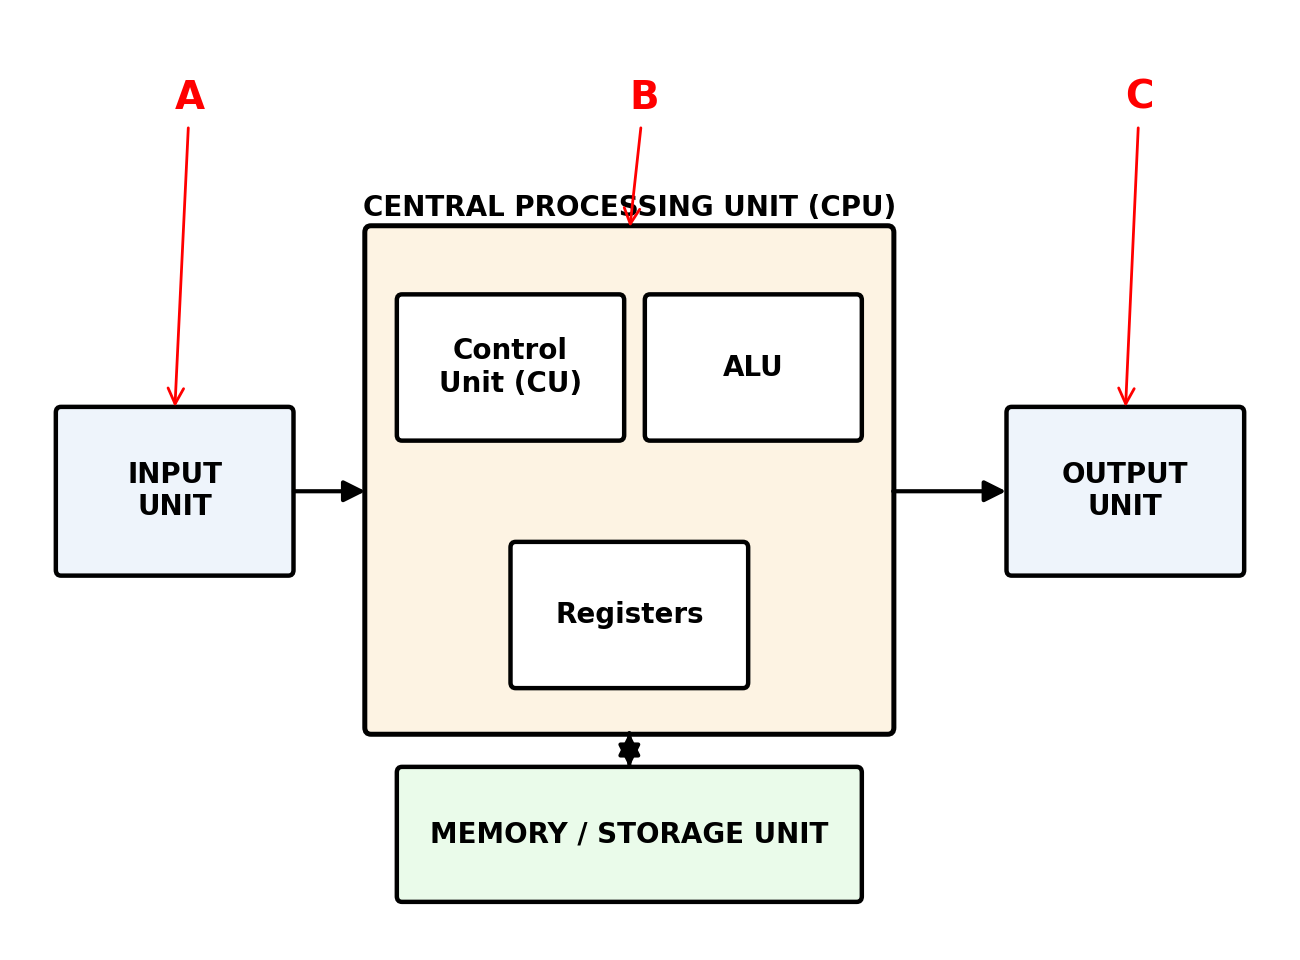 A
B
C
CENTRAL PROCESSING UNIT (CPU)
Control
Unit (CU)
ALU
INPUT
UNIT
OUTPUT
UNIT
Registers
MEMORY / STORAGE UNIT